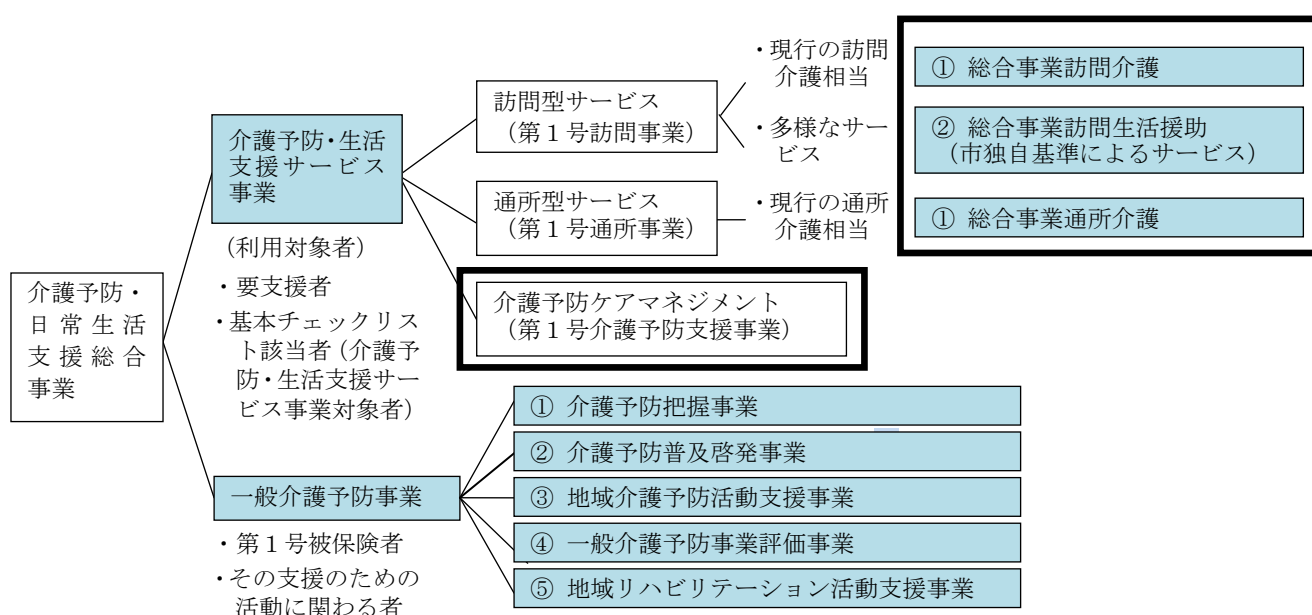 介護予防・
日常生活
支援総合
事業
介護予防・生活
支援サービス
事業
(利用対象者)
・要支援者
・基本チェックリス
ト該当者(介護予
防・生活支援サー
ビス事業対象者)
訪問型サービス
(第1号訪問事業)
・現行の訪問
介護相当
・多様なサー
ビス
① 総合事業訪問介護
② 総合事業訪問生活援助
(市独自基準によるサービス)
通所型サービス
(第1号通所事業)
・現行の通所
介護相当
① 総合事業通所介護
介護予防ケアマネジメント
(第1号介護予防支援事業)
一般介護予防事業
・第1号被保険者
・その支援のための
活動に関わる者
① 介護予防把握事業
② 介護予防普及啓発事業
③ 地域介護予防活動支援事業
④ 一般介護予防事業評価事業
⑤ 地域リハビリテーション活動支援事業